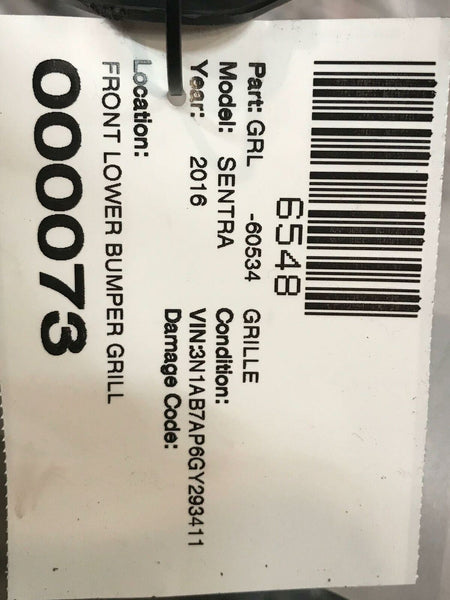 6548
Part: GRL -60534 GRILLE
Model: SENTRA Condition:
Year: 2016 VIN:3N1AB7AP6GY293411
Damage Code:
Location:
FRONT LOWER BUMPER GRILL
000073